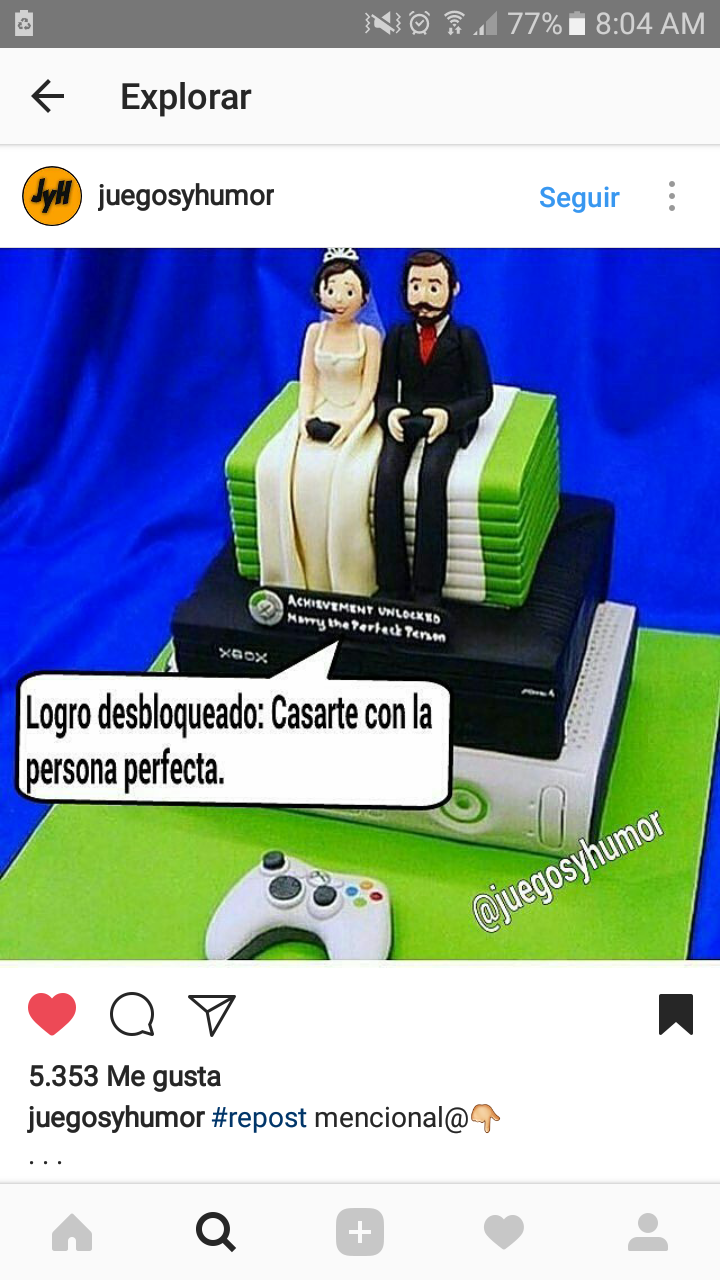 77% 8:04 AM
Explorar
JyH juegosyhumor Seguir
ACHIEVEMENT UNLOCKED
Marry the Perfect Person
XBOX
Logro desbloqueado: Casarte con la
persona perfecta.
@juegosyhumor
5.353 Me gusta
juegosyhumor #repost mencional@👇
. . .